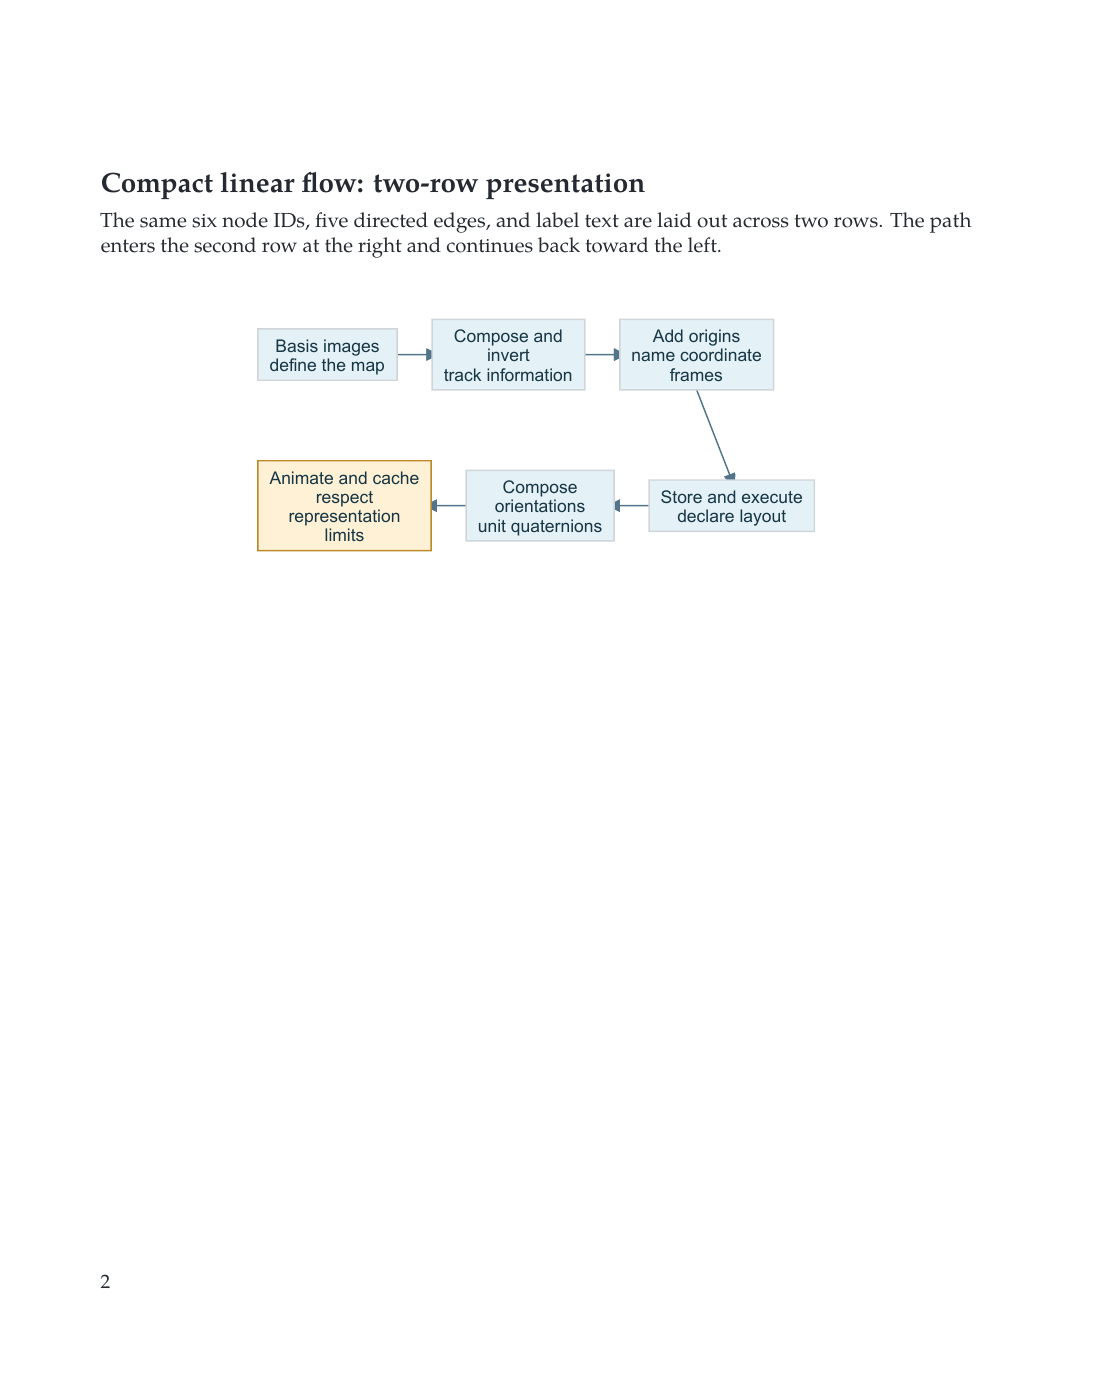 Compact linear flow: two-row presentation
The same six node IDs, five directed edges, and label text are laid out across two rows. The path
enters the second row at the right and continues back toward the left.
Basis images
define the map
Compose and
invert
track information
Add origins
name coordinate
frames
Store and execute
declare layout
Compose
orientations
unit quaternions
Animate and cache
respect
representation
limits
2